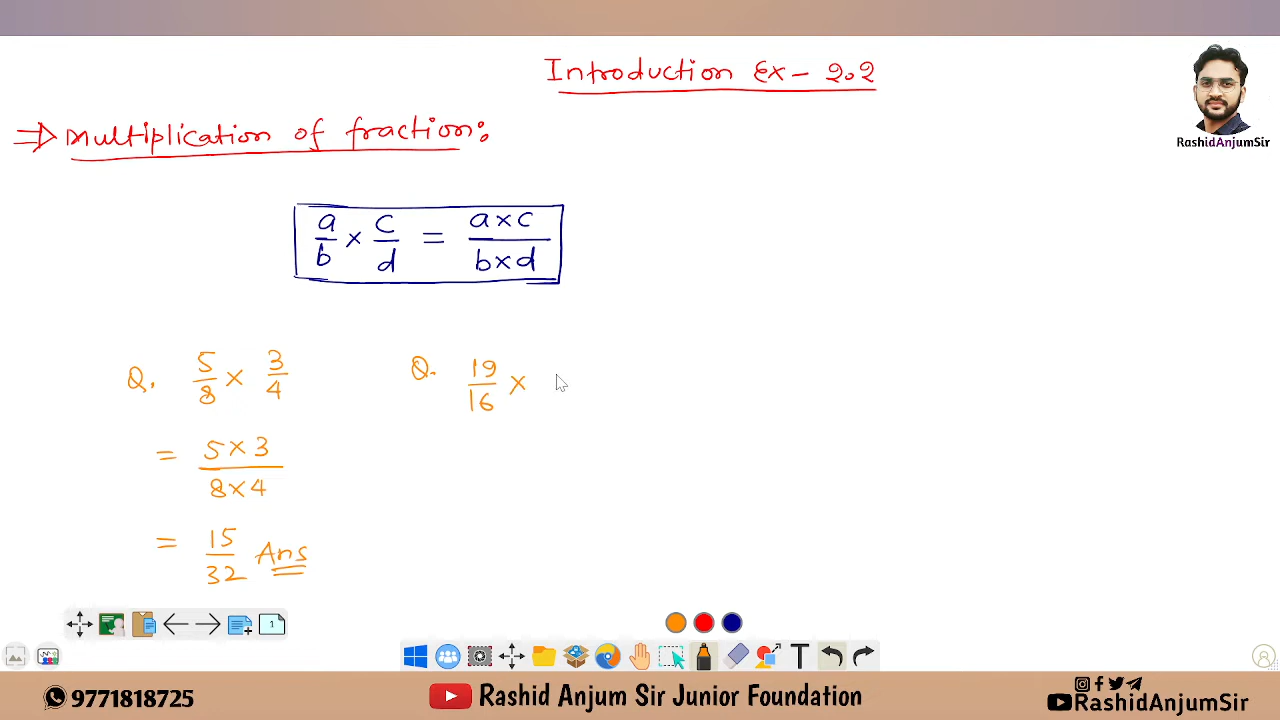 Introduction Ex - 2.2
RashidAnjumSir
⇒ Multiplication of fraction:
a/b × c/d = a×c/b×d
Q. 5/8 × 3/4
= 5×3/8×4
= 15/32 Ans
Q. 19/16 ×
1
T
9771818725
Rashid Anjum Sir Junior Foundation
RashidAnjumSir